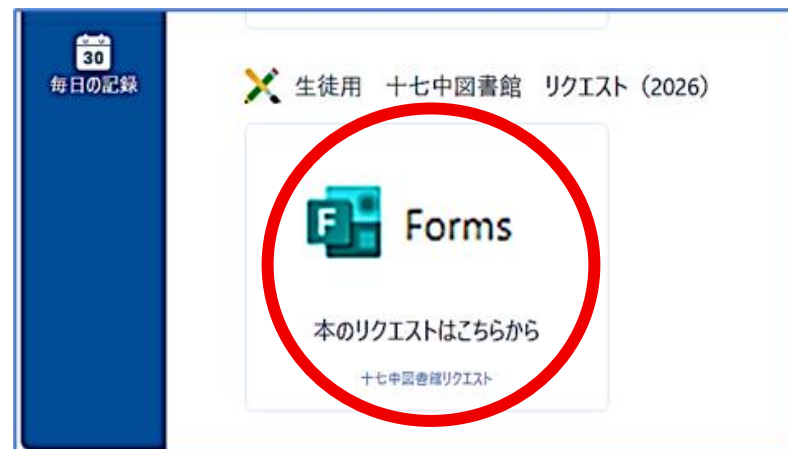 30
毎日の記録
生徒用 十七中図書館 リクエスト（2026）
F
Forms
本のリクエストはこちらから
十七中図書館リクエスト